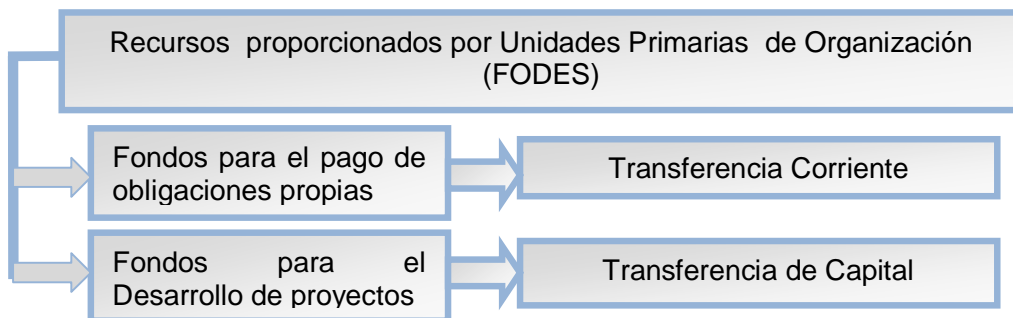 Recursos proporcionados por Unidades Primarias de Organización
(FODES)
Fondos para el pago de
obligaciones propias
Transferencia Corriente
Fondos para el
Desarrollo de proyectos
Transferencia de Capital